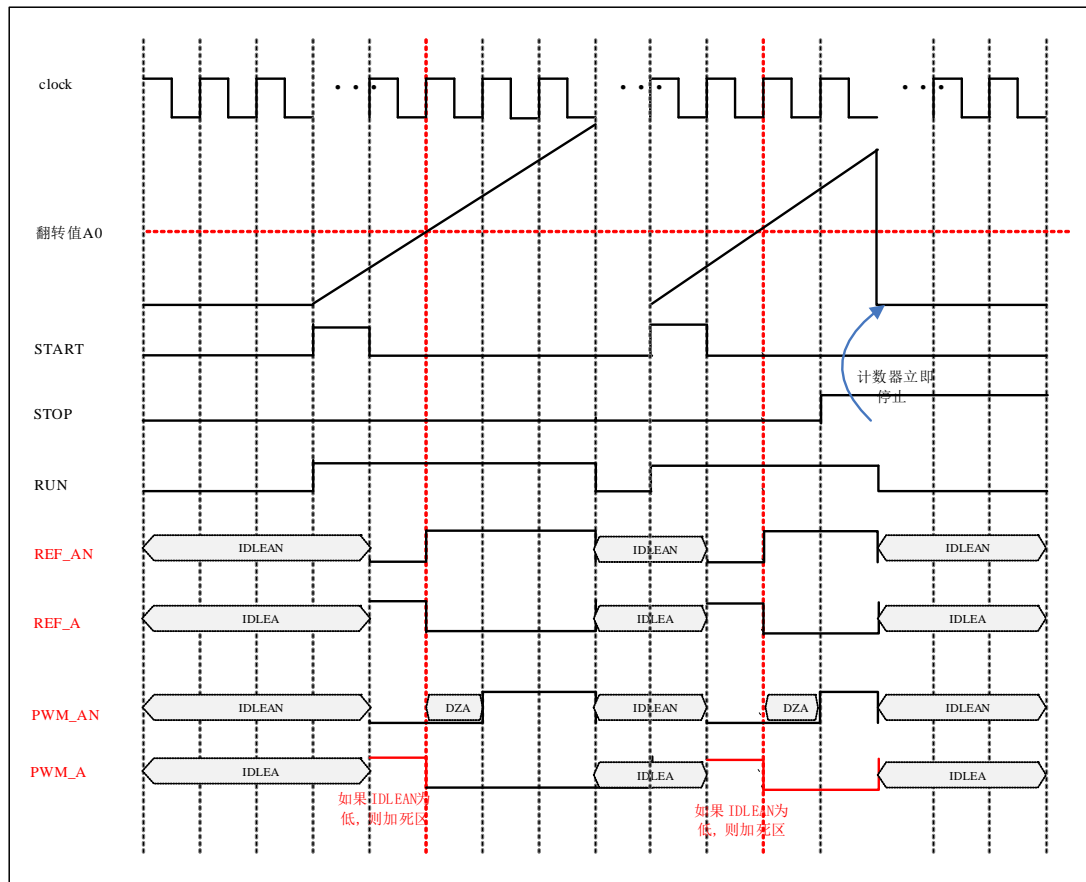 clock
翻转值A0
START
计数器立即
停止
STOP
RUN
REF_AN
IDLEAN
IDLEAN
IDLEAN
REF_A
IDLEA
IDLEA
IDLEA
PWM_AN
IDLEAN
DZA
IDLEAN
DZA
IDLEAN
PWM_A
IDLEA
IDLEA
IDLEA
如果 IDLEAN为
低, 则加死区
如果 IDLEAN为
低, 则加死区